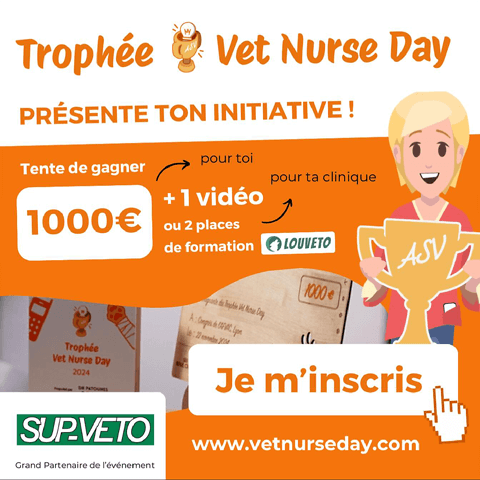 Trophée Vet Nurse Day
W
ASV
PRÉSENTE TON INITIATIVE !
Tente de gagner
pour toi
pour ta clinique
1000€
+ 1 vidéo
ou 2 places
de formation
LOUVETO
ASV
1000€
Trophée
Vet Nurse Day
2024
Je m'inscris
SUP-VETO
Grand Partenaire de l'événement
www.vetnurseday.com